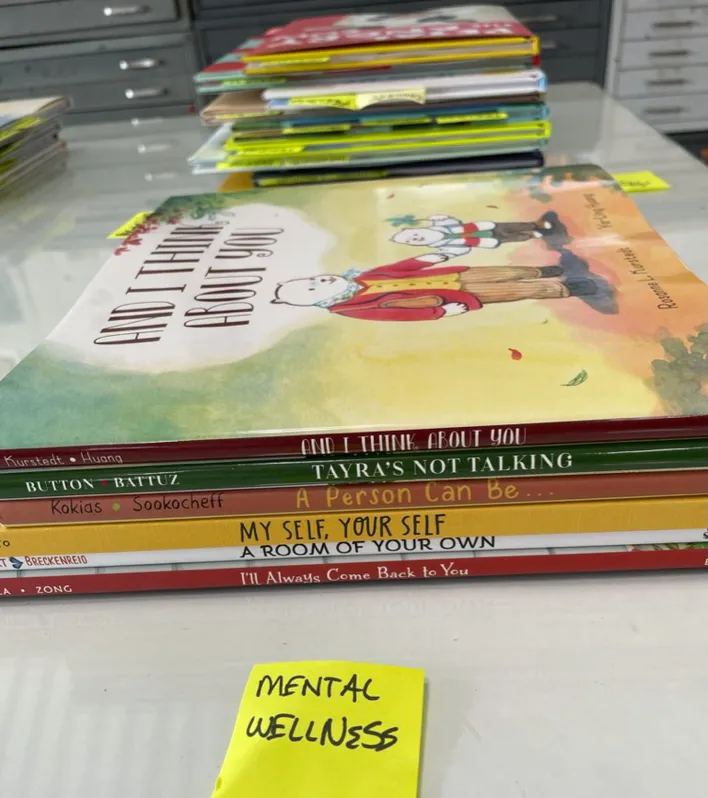 AND I THINK
ABOUT YOU
Rosana L. Kurstedt
Kurstedt • Huang
AND I THINK ABOUT YOU
BUTTON • BATTUZ
TAYRA'S NOT TALKING
Kokias • Sookocheff
A Person Can Be...
MY SELF, YOUR SELF
BRECKENREID
A ROOM OF YOUR OWN
ZONG
I'll Always Come Back to You
MENTAL
WELLNESS